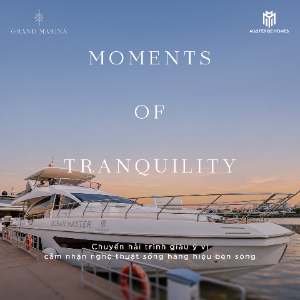 GRAND MARINA
MASTERISE HOMES
MOMENTS
OF
TRANQUILITY
Chuyến hải trình giàu ý vị
cảm nhận nghệ thuật sống hàng hiệu bên sông